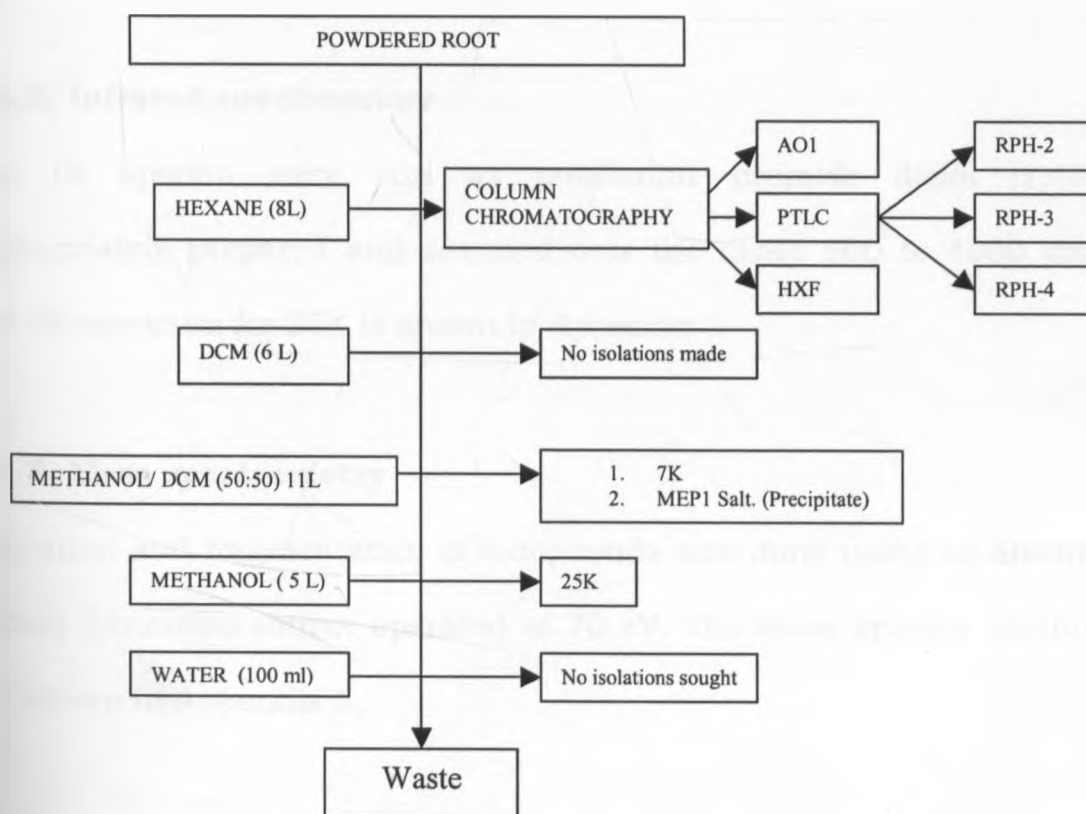 POWDERED ROOT
HEXANE (8L)
COLUMN
CHROMATOGRAPHY
AO1
PTLC
HXF
RPH-2
RPH-3
RPH-4
DCM (6 L)
No isolations made
METHANOL/ DCM (50:50) 11L
1. 7K
2. MEP1 Salt. (Precipitate)
METHANOL ( 5 L)
25K
WATER (100 ml)
No isolations sought
Waste